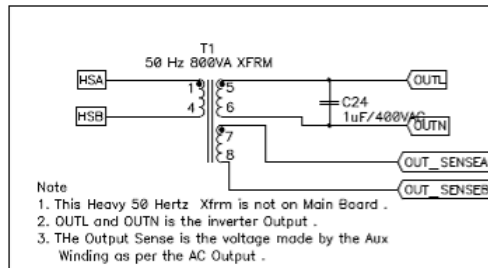 T1
50 Hz 800VA XFRM
HSA
1
5
OUTL
4
6
C24
1uF/400VAC
HSB
OUTN
7
8
OUT_SENSEA
OUT_SENSEB
Note
1. This Heavy 50 Hertz Xfrm is not on Main Board .
2. OUTL and OUTN is the inverter Output .
3. THe Output Sense is the voltage made by the Aux
Winding as per the AC Output .